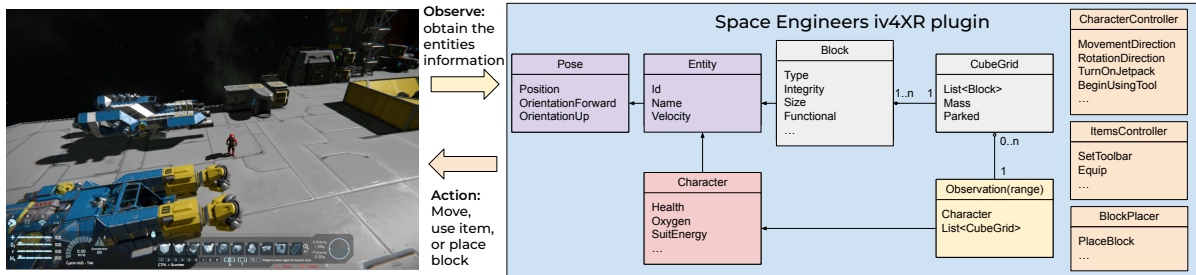 Observe:
obtain the
entities
information
Action:
Move,
use item,
or place
block
Space Engineers iv4XR plugin
Pose
Position
OrientationForward
OrientationUp
Entity
Id
Name
Velocity
Block
Type
Integrity
Size
Functional
...
1..n
1
CubeGrid
List<Block>
Mass
Parked
0..n
1
Character
Health
Oxygen
SuitEnergy
...
Observation(range)
Character
List<CubeGrid>
CharacterController
MovementDirection
RotationDirection
TurnOnJetpack
BeginUsingTool
...
ItemsController
SetToolbar
Equip
...
BlockPlacer
PlaceBlock